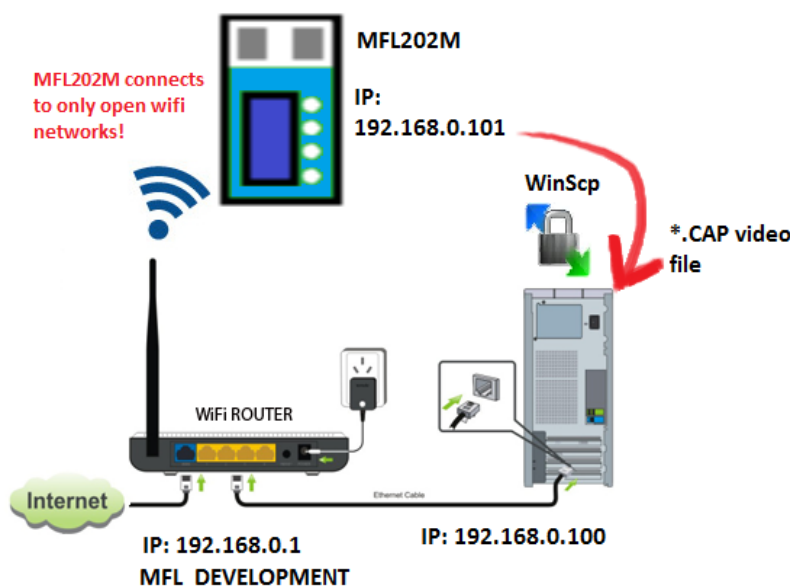 MFL202M
MFL202M connects
to only open wifi
networks!
IP:
192.168.0.101
WinScp
*.CAP video
file
WiFi ROUTER
Internet
Ethernet Cable
IP: 192.168.0.1
MFL DEVELOPMENT
IP: 192.168.0.100